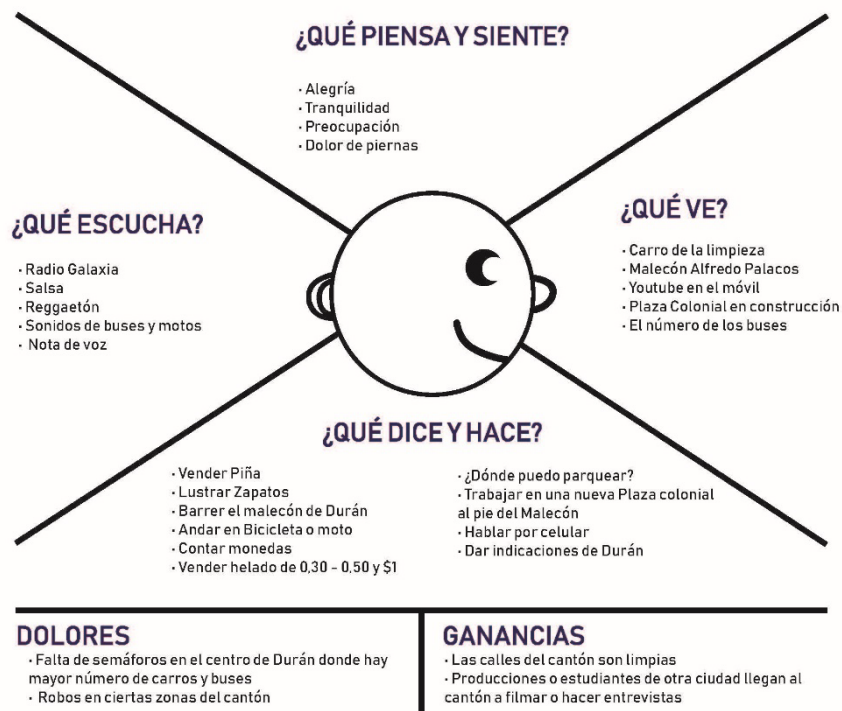 ¿QUÉ PIENSA Y SIENTE?
· Alegría
· Tranquilidad
· Preocupación
· Dolor de piernas
¿QUÉ ESCUCHA?
· Radio Galaxia
· Salsa
· Reggaetón
· Sonidos de buses y motos
· Nota de voz
¿QUÉ VE?
· Carro de la limpieza
· Malecón Alfredo Palacos
· Youtube en el móvil
· Plaza Colonial en construcción
· El número de los buses
¿QUÉ DICE Y HACE?
· Vender Piña
· Lustrar Zapatos
· Barrer el malecón de Durán
· Andar en Bicicleta o moto
· Contar monedas
· Vender helado de 0,30 - 0,50 y $1
· ¿Dónde puedo parquear?
· Trabajar en una nueva Plaza colonial
al pie del Malecón
· Hablar por celular
· Dar indicaciones de Durán
DOLORES
· Falta de semáforos en el centro de Durán donde hay
mayor número de carros y buses
· Robos en ciertas zonas del cantón
GANANCIAS
· Las calles del cantón son limpias
· Producciones o estudiantes de otra ciudad llegan al
cantón a filmar o hacer entrevistas